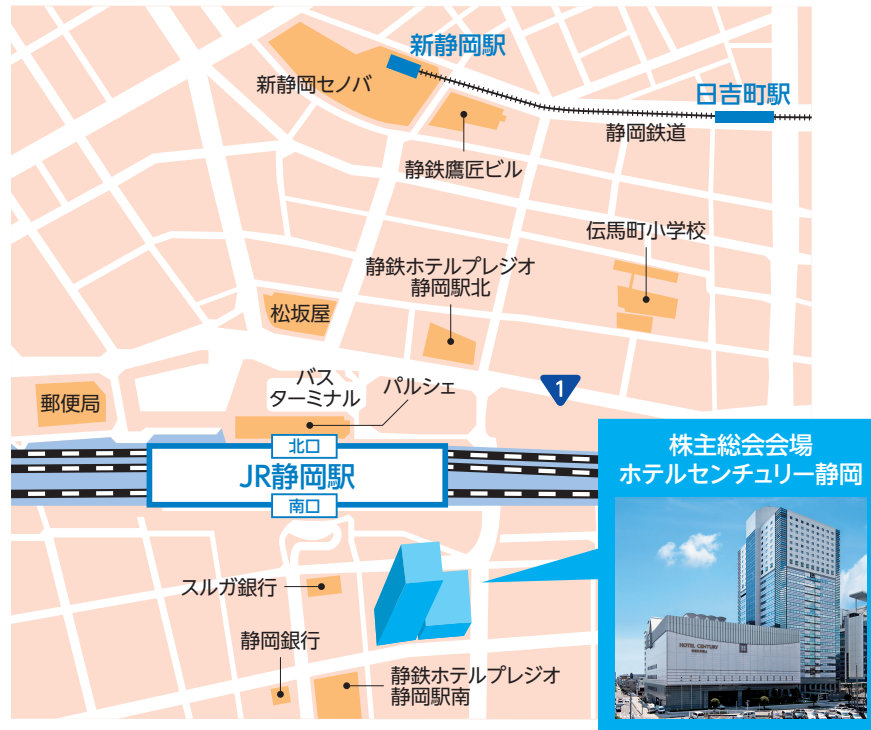 新静岡駅
新静岡セノバ
日吉町駅
静岡鉄道
静鉄鷹匠ビル
伝馬町小学校
静鉄ホテルプレジオ
静岡駅北
松坂屋
1
バス
ターミナル
パルシェ
郵便局
北口
JR静岡駅
南口
株主総会会場
ホテルセンチュリー静岡
HOTEL CENTURY
スルガ銀行
静岡銀行
静鉄ホテルプレジオ
静岡駅南